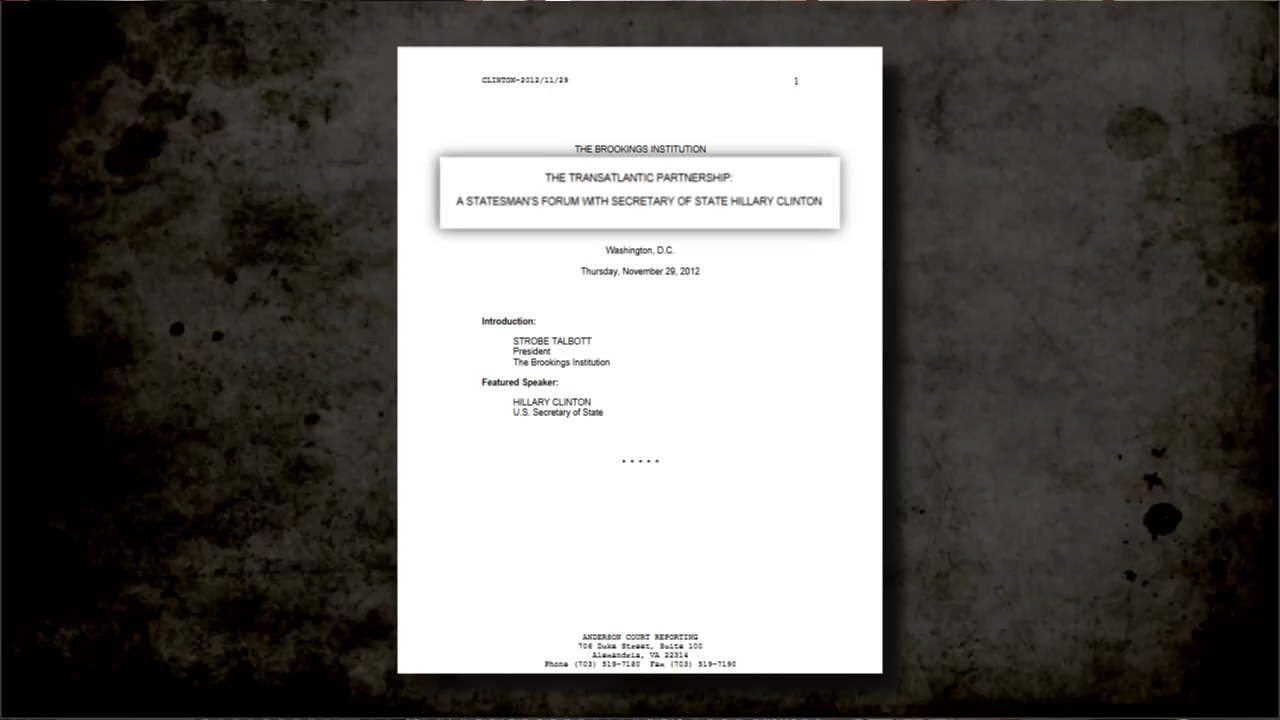 CLINTON-2012/11/29 1
THE BROOKINGS INSTITUTION
THE TRANSATLANTIC PARTNERSHIP:
A STATESMAN'S FORUM WITH SECRETARY OF STATE HILLARY CLINTON
Washington, D.C.
Thursday, November 29, 2012
Introduction:
STROBE TALBOTT
President
The Brookings Institution
Featured Speaker:
HILLARY CLINTON
U.S. Secretary of State
* * * * *
ANDERSON COURT REPORTING
706 Duke Street, Suite 100
Alexandria, VA 22314
Phone (703) 519-7180 Fax (703) 519-7190